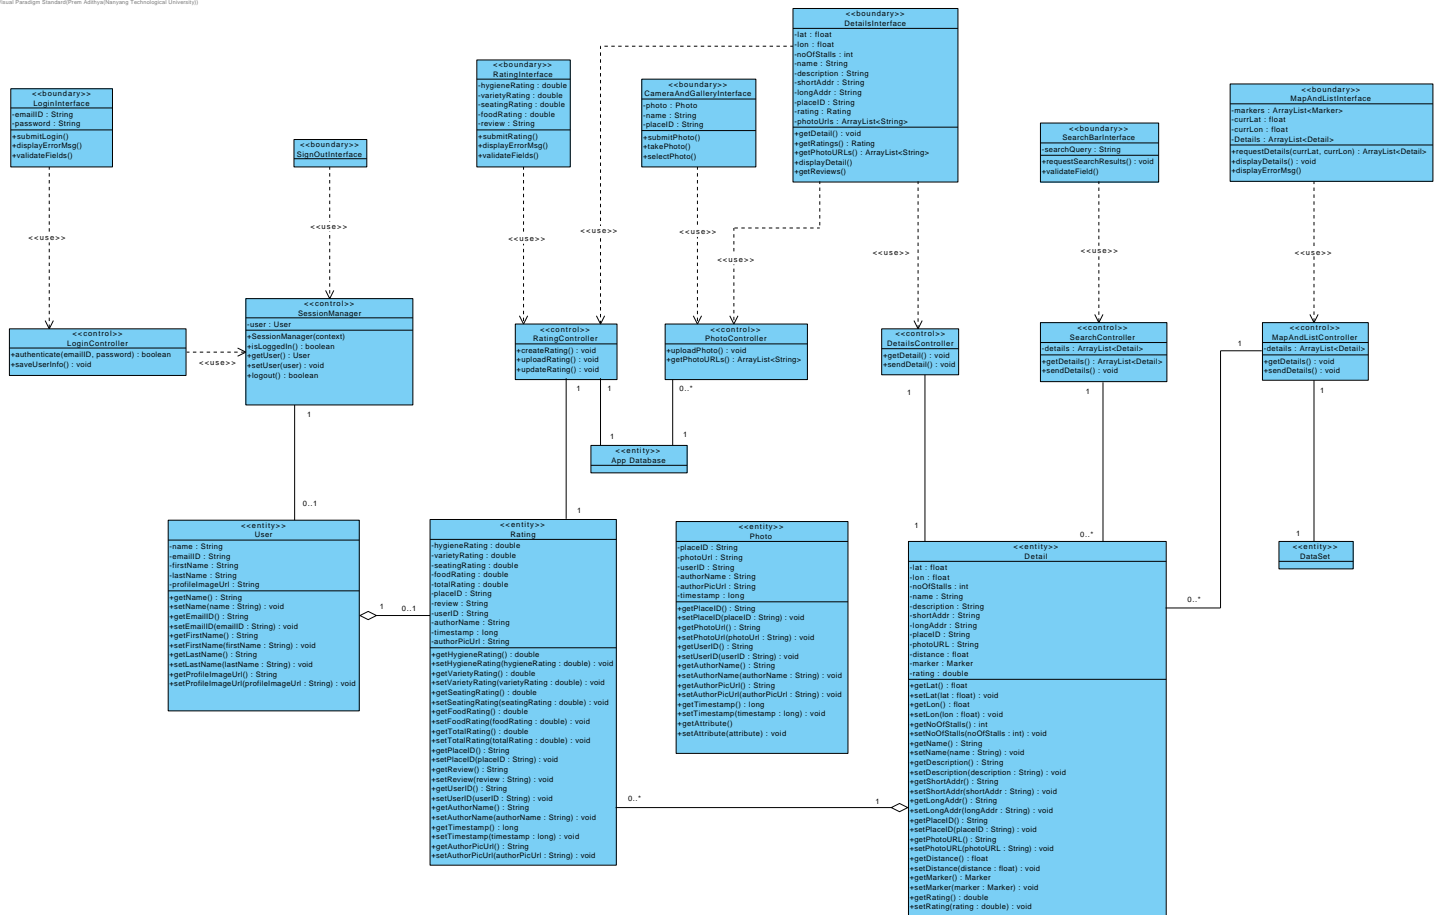 Visual Paradigm Standard(Prem Adithya(Nanyang Technological University))
<<boundary>>
LoginInterface
-emailID : String
-password : String
+submitLogin()
+displayErrorMsg()
+validateFields()
<<boundary>>
SignOutInterface
<<boundary>>
RatingInterface
-hygieneRating : double
-varietyRating : double
-seatingRating : double
-foodRating : double
-review : String
+submitRating()
+displayErrorMsg()
+validateFields()
<<boundary>>
CameraAndGalleryInterface
-photo : Photo
-name : String
-placeID : String
+submitPhoto()
+takePhoto()
+selectPhoto()
<<boundary>>
DetailsInterface
-lat : float
-lon : float
-noOfStalls : int
-name : String
-description : String
-shortAddr : String
-longAddr : String
-placeID : String
-rating : Rating
-photoUrls : ArrayList<String>
+getDetail() : void
+getRatings() : Rating
+getPhotoURLs() : ArrayList<String>
+displayDetail()
+getReviews()
<<boundary>>
SearchBarInterface
-searchQuery : String
+requestSearchResults() : void
+validateField()
<<boundary>>
MapAndListInterface
-markers : ArrayList<Marker>
-currLat : float
-currLon : float
-Details : ArrayList<Detail>
+requestDetails(currLat, currLon) : ArrayList<Detail>
+displayDetails() : void
+displayErrorMsg()
<<use>>
<<use>>
<<use>>
<<use>>
<<use>>
<<use>>
<<use>>
<<use>>
<<use>>
<<control>>
LoginController
+authenticate(emailID, password) : boolean
+saveUserInfo() : void
<<use>>
<<control>>
SessionManager
-user : User
+SessionManager(context)
+isLoggedIn() : boolean
+getUser() : User
+setUser(user) : void
+logout() : boolean
<<control>>
RatingController
+createRating() : void
+uploadRating() : void
+updateRating() : void
<<control>>
PhotoController
+uploadPhoto() : void
+getPhotoURLs() : ArrayList<String>
<<control>>
DetailsController
+getDetail() : void
+sendDetail() : void
<<control>>
SearchController
-details : ArrayList<Detail>
+getDetails() : ArrayList<Detail>
+sendDetails() : void
<<control>>
MapAndListController
-details : ArrayList<Detail>
+getDetails() : void
+sendDetails() : void
1
0..1
1
1
0..*
1
1
1
1
1
1
0..*
1
0..*
1
1
<<entity>>
App Database
<<entity>>
User
-name : String
-emailID : String
-firstName : String
-lastName : String
-profileImageUrl : String
+getName() : String
+setName(name : String) : void
+getEmailID() : String
+setEmailID(emailID : String) : void
+getFirstName() : String
+setFirstName(firstName : String) : void
+getLastName() : String
+setLastName(lastName : String) : void
+getProfileImageUrl() : String
+setProfileImageUrl(profileImageUrl : String) : void
1
0..1
<<entity>>
Rating
-hygieneRating : double
-varietyRating : double
-seatingRating : double
-foodRating : double
-totalRating : double
-placeID : String
-review : String
-userID : String
-authorName : String
-timestamp : long
-authorPicUrl : String
+getHygieneRating() : double
+setHygieneRating(hygieneRating : double) : void
+getVarietyRating() : double
+setVarietyRating(varietyRating : double) : void
+getSeatingRating() : double
+setSeatingRating(seatingRating : double) : void
+getFoodRating() : double
+setFoodRating(foodRating : double) : void
+getTotalRating() : double
+setTotalRating(totalRating : double) : void
+getPlaceID() : String
+setPlaceID(placeID : String) : void
+getReview() : String
+setReview(review : String) : void
+getUserID() : String
+setUserID(userID : String) : void
+getAuthorName() : String
+setAuthorName(authorName : String) : void
+getTimestamp() : long
+setTimestamp(timestamp : long) : void
+getAuthorPicUrl() : String
+setAuthorPicUrl(authorPicUrl : String) : void
<<entity>>
Photo
-placeID : String
-photoUrl : String
-userID : String
-authorName : String
-authorPicUrl : String
-timestamp : long
+getPlaceID() : String
+setPlaceID(placeID : String) : void
+getPhotoUrl() : String
+setPhotoUrl(photoUrl : String) : void
+getUserID() : String
+setUserID(userID : String) : void
+getAuthorName() : String
+setAuthorName(authorName : String) : void
+getAuthorPicUrl() : String
+setAuthorPicUrl(authorPicUrl : String) : void
+getTimestamp() : long
+setTimestamp(timestamp : long) : void
+getAttribute()
+setAttribute(attribute) : void
0..*
1
<<entity>>
Detail
-lat : float
-lon : float
-noOfStalls : int
-name : String
-description : String
-shortAddr : String
-longAddr : String
-placeID : String
-photoURL : String
-distance : float
-marker : Marker
-rating : double
+getLat() : float
+setLat(lat : float) : void
+getLon() : float
+setLon(lon : float) : void
+getNoOfStalls() : int
+setNoOfStalls(noOfStalls : int) : void
+getName() : String
+setName(name : String) : void
+getDescription() : String
+setDescription(description : String) : void
+getShortAddr() : String
+setShortAddr(shortAddr : String) : void
+getLongAddr() : String
+setLongAddr(longAddr : String) : void
+getPlaceID() : String
+setPlaceID(placeID : String) : void
+getPhotoURL() : String
+setPhotoURL(photoURL : String) : void
+getDistance() : float
+setDistance(distance : float) : void
+getMarker() : Marker
+setMarker(marker : Marker) : void
+getRating() : double
+setRating(rating : double) : void
<<entity>>
DataSet